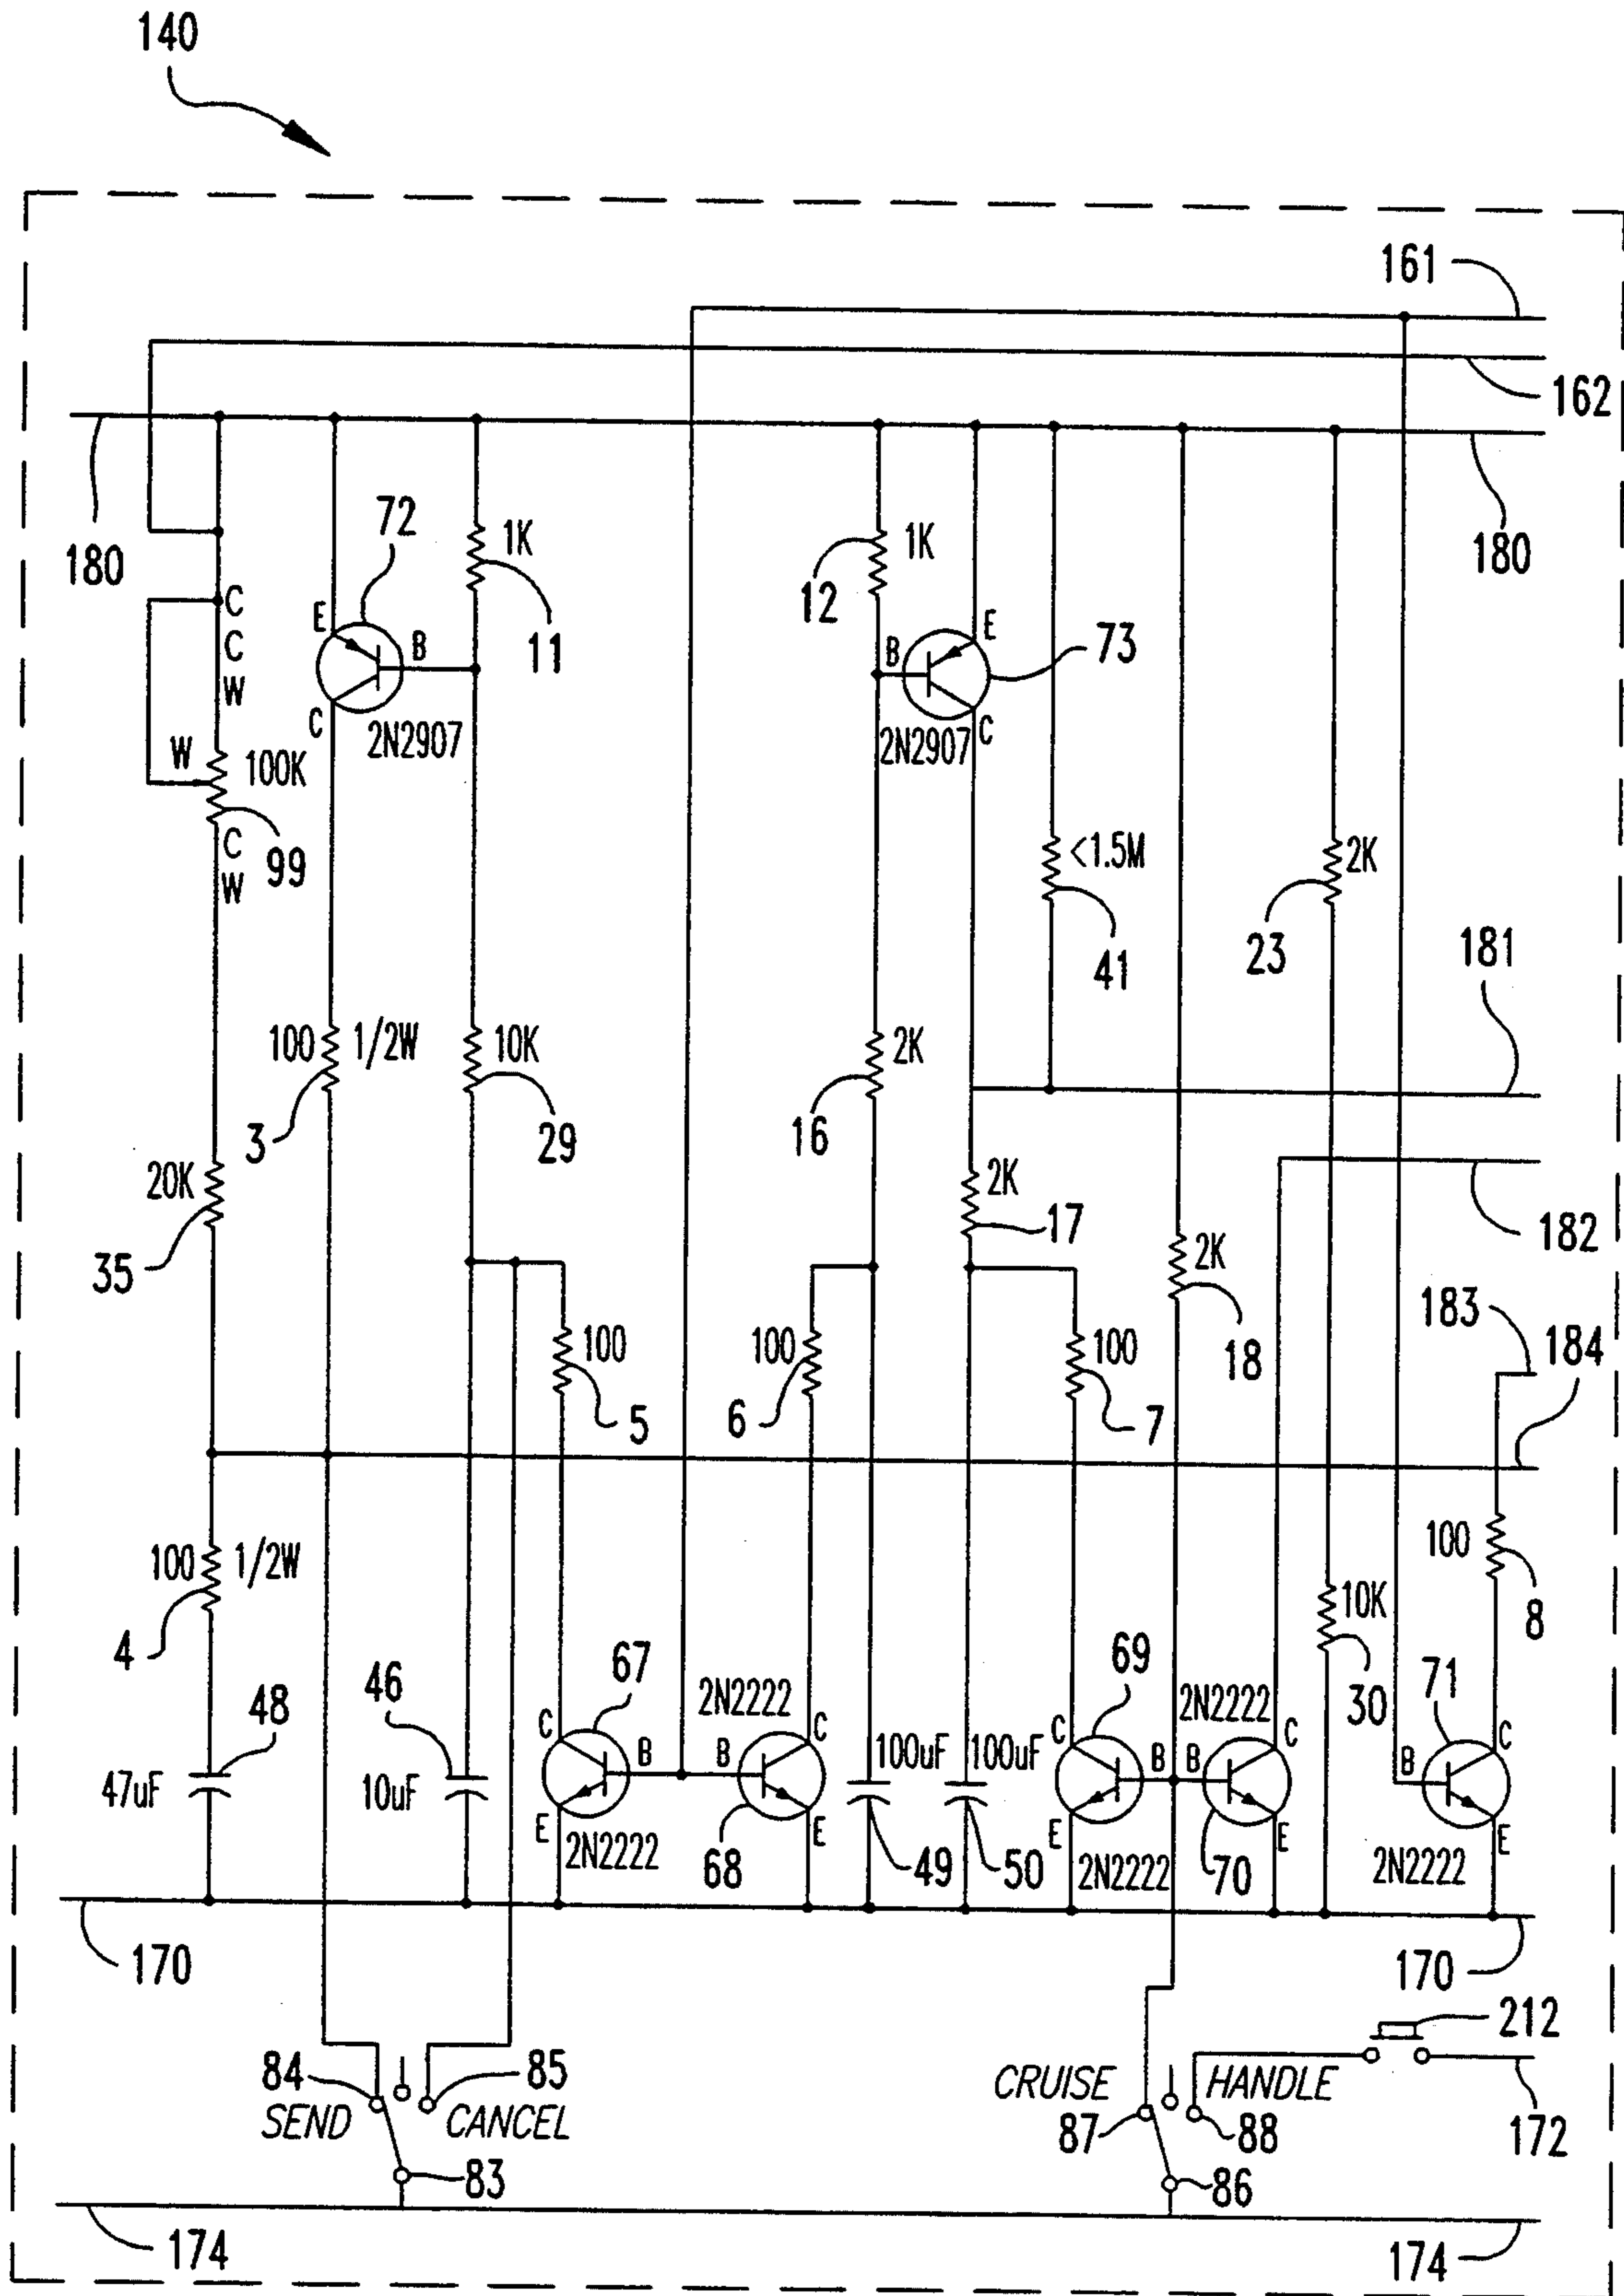 140
161
162
180
180
72
1K
11
12
1K
E
B
C
2N2907
C
C
W
W
100K
C
W
99
B
E
C
2N2907
73
<1.5M
41
2K
23
181
100
1/2W
3
10K
29
2K
16
20K
35
2K
17
182
2K
18
183
184
100
5
100
6
100
7
100
1/2W
4
100
8
10K
30
48
47uF
46
10uF
67
C
B
E
2N2222
2N2222
B
C
E
68
100uF
49
100uF
50
69
C
B
E
2N2222
2N2222
B
C
E
70
71
B
C
E
2N2222
170
170
84
SEND
85
CANCEL
83
CRUISE
87
HANDLE
88
86
212
172
174
174